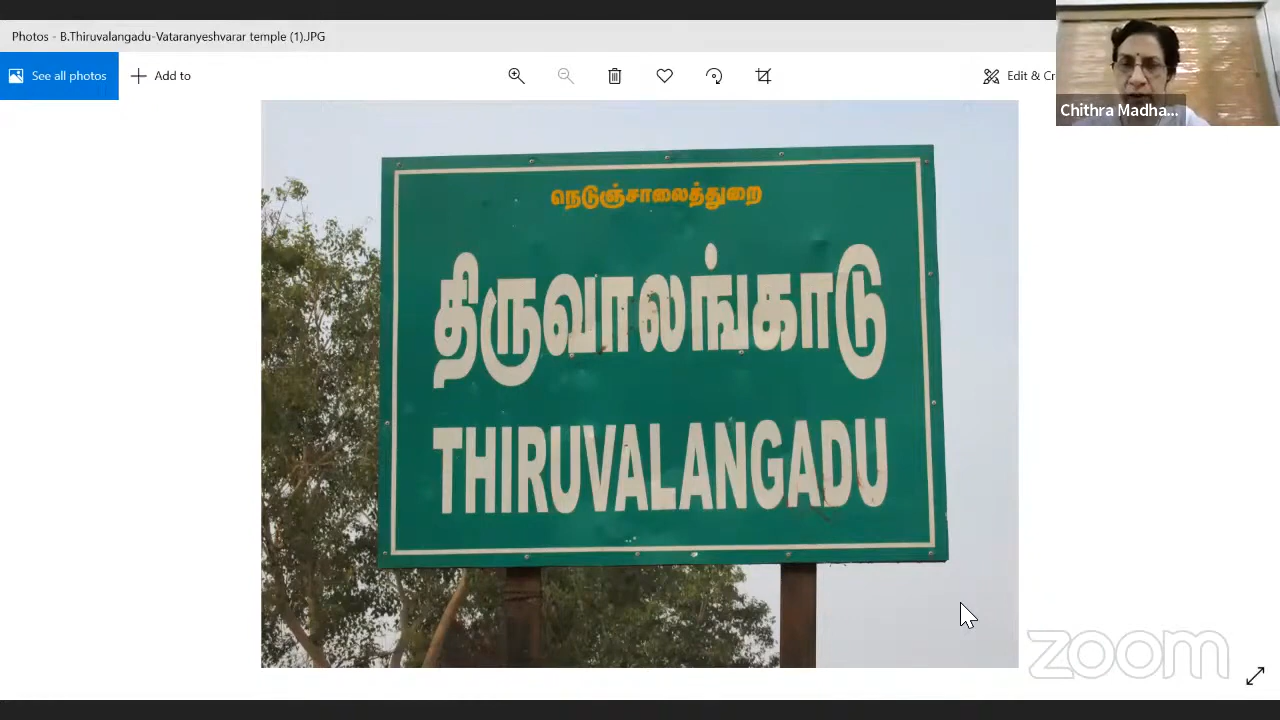 Photos - B.Thiruvalangadu-Vataranyeshvarar temple (1).JPG
See all photos
Add to
Edit & Cr
Chithra Madha...
நெடுஞ்சாலைத்துறை
திருவாலங்காடு
THIRUVALANGADU
zoom